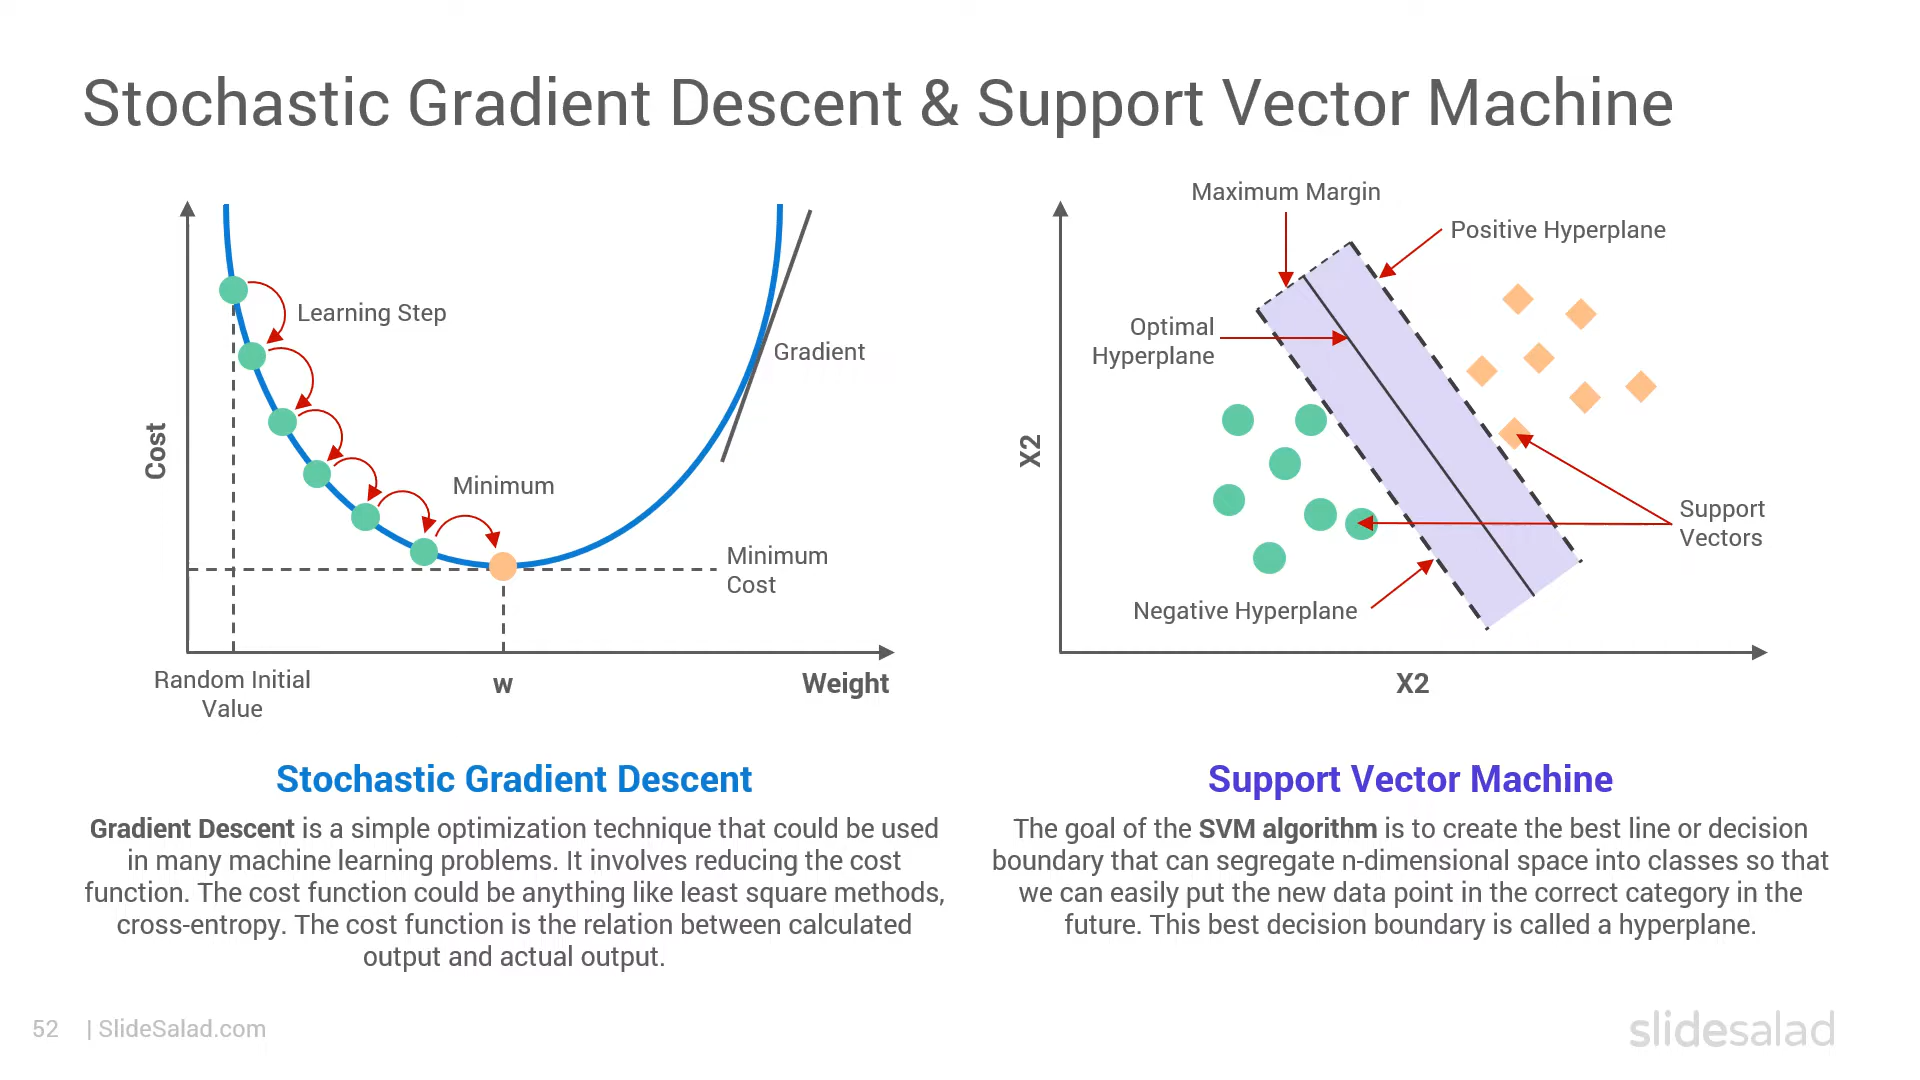 Stochastic Gradient Descent & Support Vector Machine
Cost
Learning Step
Gradient
Minimum
Minimum
Cost
Random Initial
Value
w
Weight
Maximum Margin
Positive Hyperplane
Optimal
Hyperplane
X2
Support
Vectors
Negative Hyperplane
X2
Stochastic Gradient Descent
Gradient Descent is a simple optimization technique that could be used
in many machine learning problems. It involves reducing the cost
function. The cost function could be anything like least square methods,
cross-entropy. The cost function is the relation between calculated
output and actual output.
Support Vector Machine
The goal of the SVM algorithm is to create the best line or decision
boundary that can segregate n-dimensional space into classes so that
we can easily put the new data point in the correct category in the
future. This best decision boundary is called a hyperplane.
52 | SlideSalad.com
slidesalad